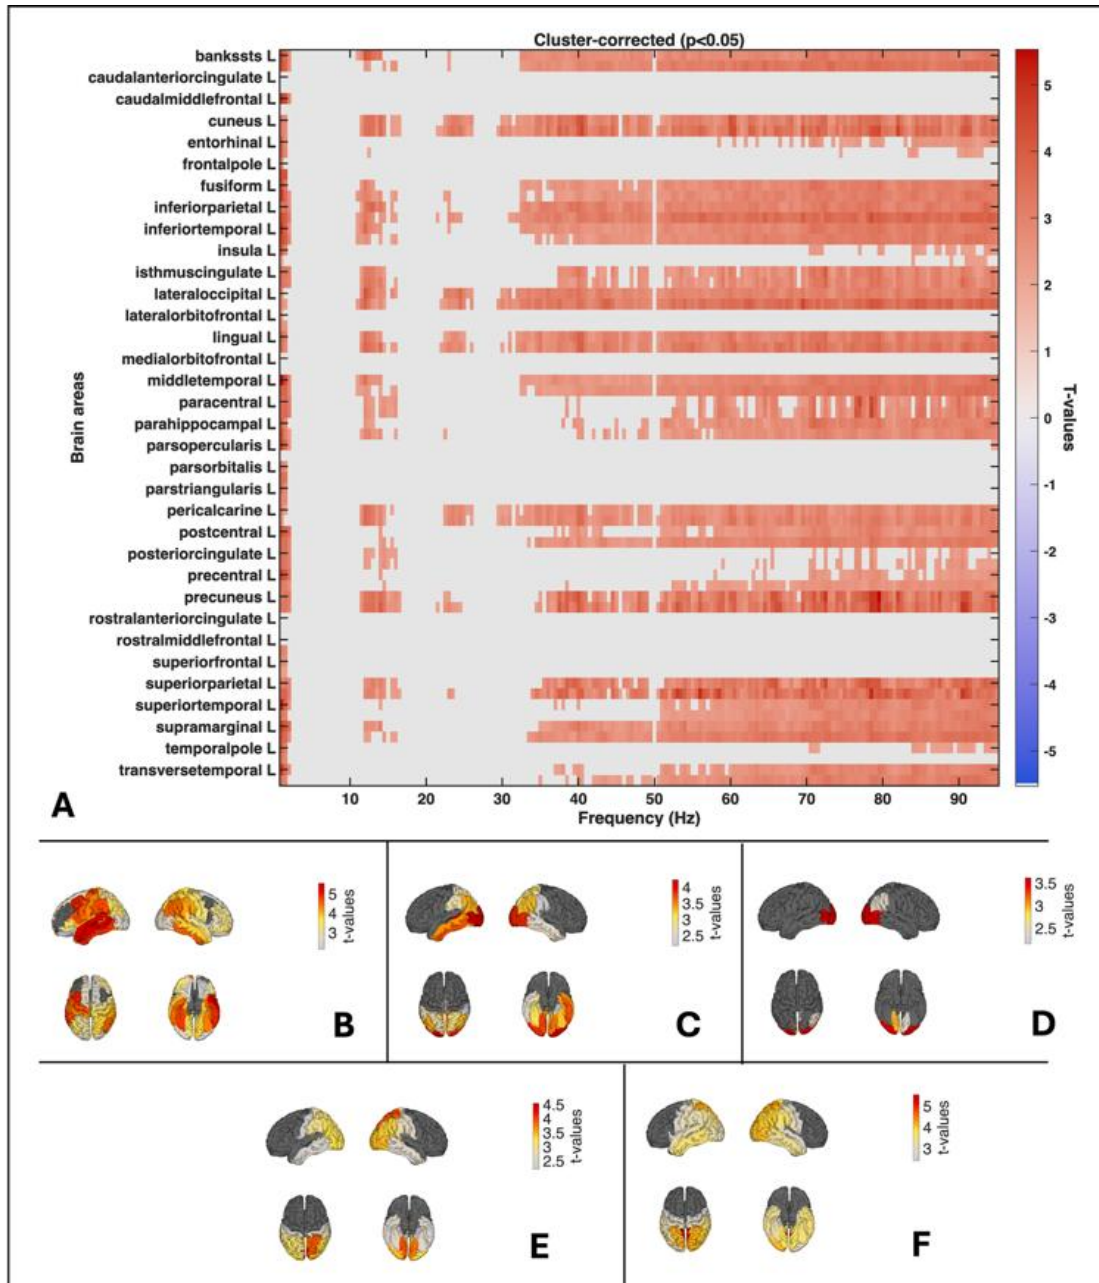 Cluster-corrected (p<0.05)
Brain areas
bankssts L
caudalanteriorcingulate L
caudalmiddlefrontal L
cuneus L
entorhinal L
frontalpole L
fusiform L
inferiorparietal L
inferiortemporal L
insula L
isthmuscingulate L
lateraloccipital L
lateralorbitofrontal L
lingual L
medialorbitofrontal L
middletemporal L
paracentral L
parahippocampal L
parsopercularis L
parsorbitalis L
parstriangularis L
pericalcarine L
postcentral L
posteriorcingulate L
precentral L
precuneus L
rostralanteriorcingulate L
rostralmiddlefrontal L
superiorfrontal L
superiorparietal L
superiortemporal L
supramarginal L
temporalpole L
transversetemporal L
10 20 30 40 50 60 70 80 90
Frequency (Hz)
5
4
3
2
1
0
-1
-2
-3
-4
-5
T-values
A
5
4
3
t-values
B
4
3.5
3
2.5
t-values
C
3.5
3
2.5
t-values
D
4.5
4
3.5
3
2.5
t-values
E
5
4
3
t-values
F